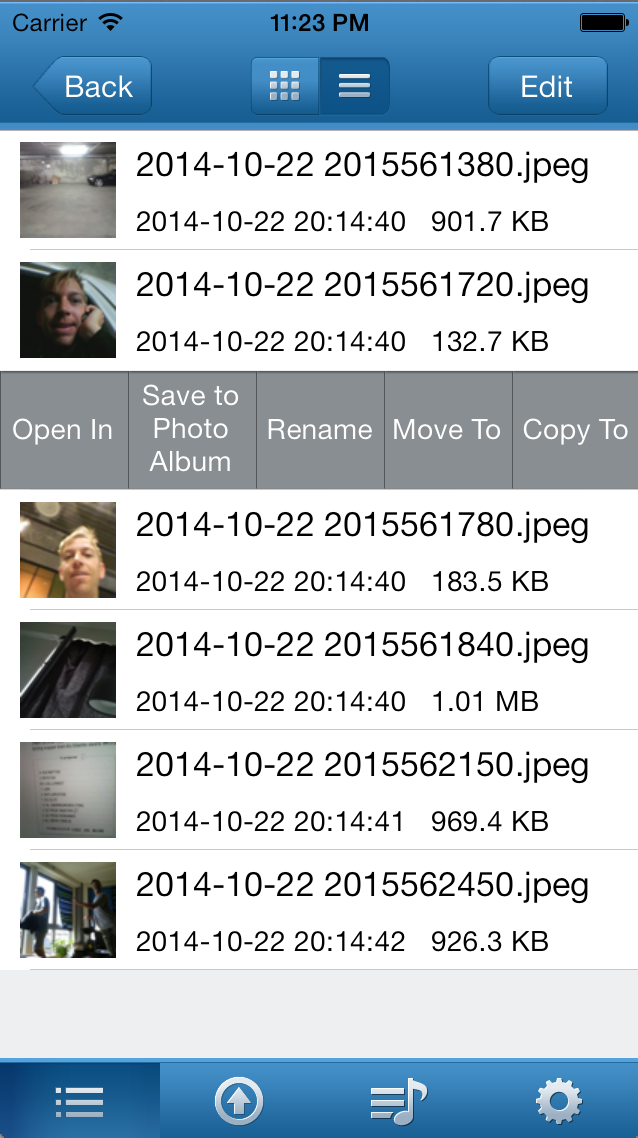 Carrier 11:23 PM
Back Edit
2014-10-22 2015561380.jpeg
2014-10-22 20:14:40 901.7 KB
2014-10-22 2015561720.jpeg
2014-10-22 20:14:40 132.7 KB
Open In
Save to
Photo
Album
Rename
Move To
Copy To
2014-10-22 2015561780.jpeg
2014-10-22 20:14:40 183.5 KB
2014-10-22 2015561840.jpeg
2014-10-22 20:14:40 1.01 MB
2014-10-22 2015562150.jpeg
2014-10-22 20:14:41 969.4 KB
2014-10-22 2015562450.jpeg
2014-10-22 20:14:42 926.3 KB